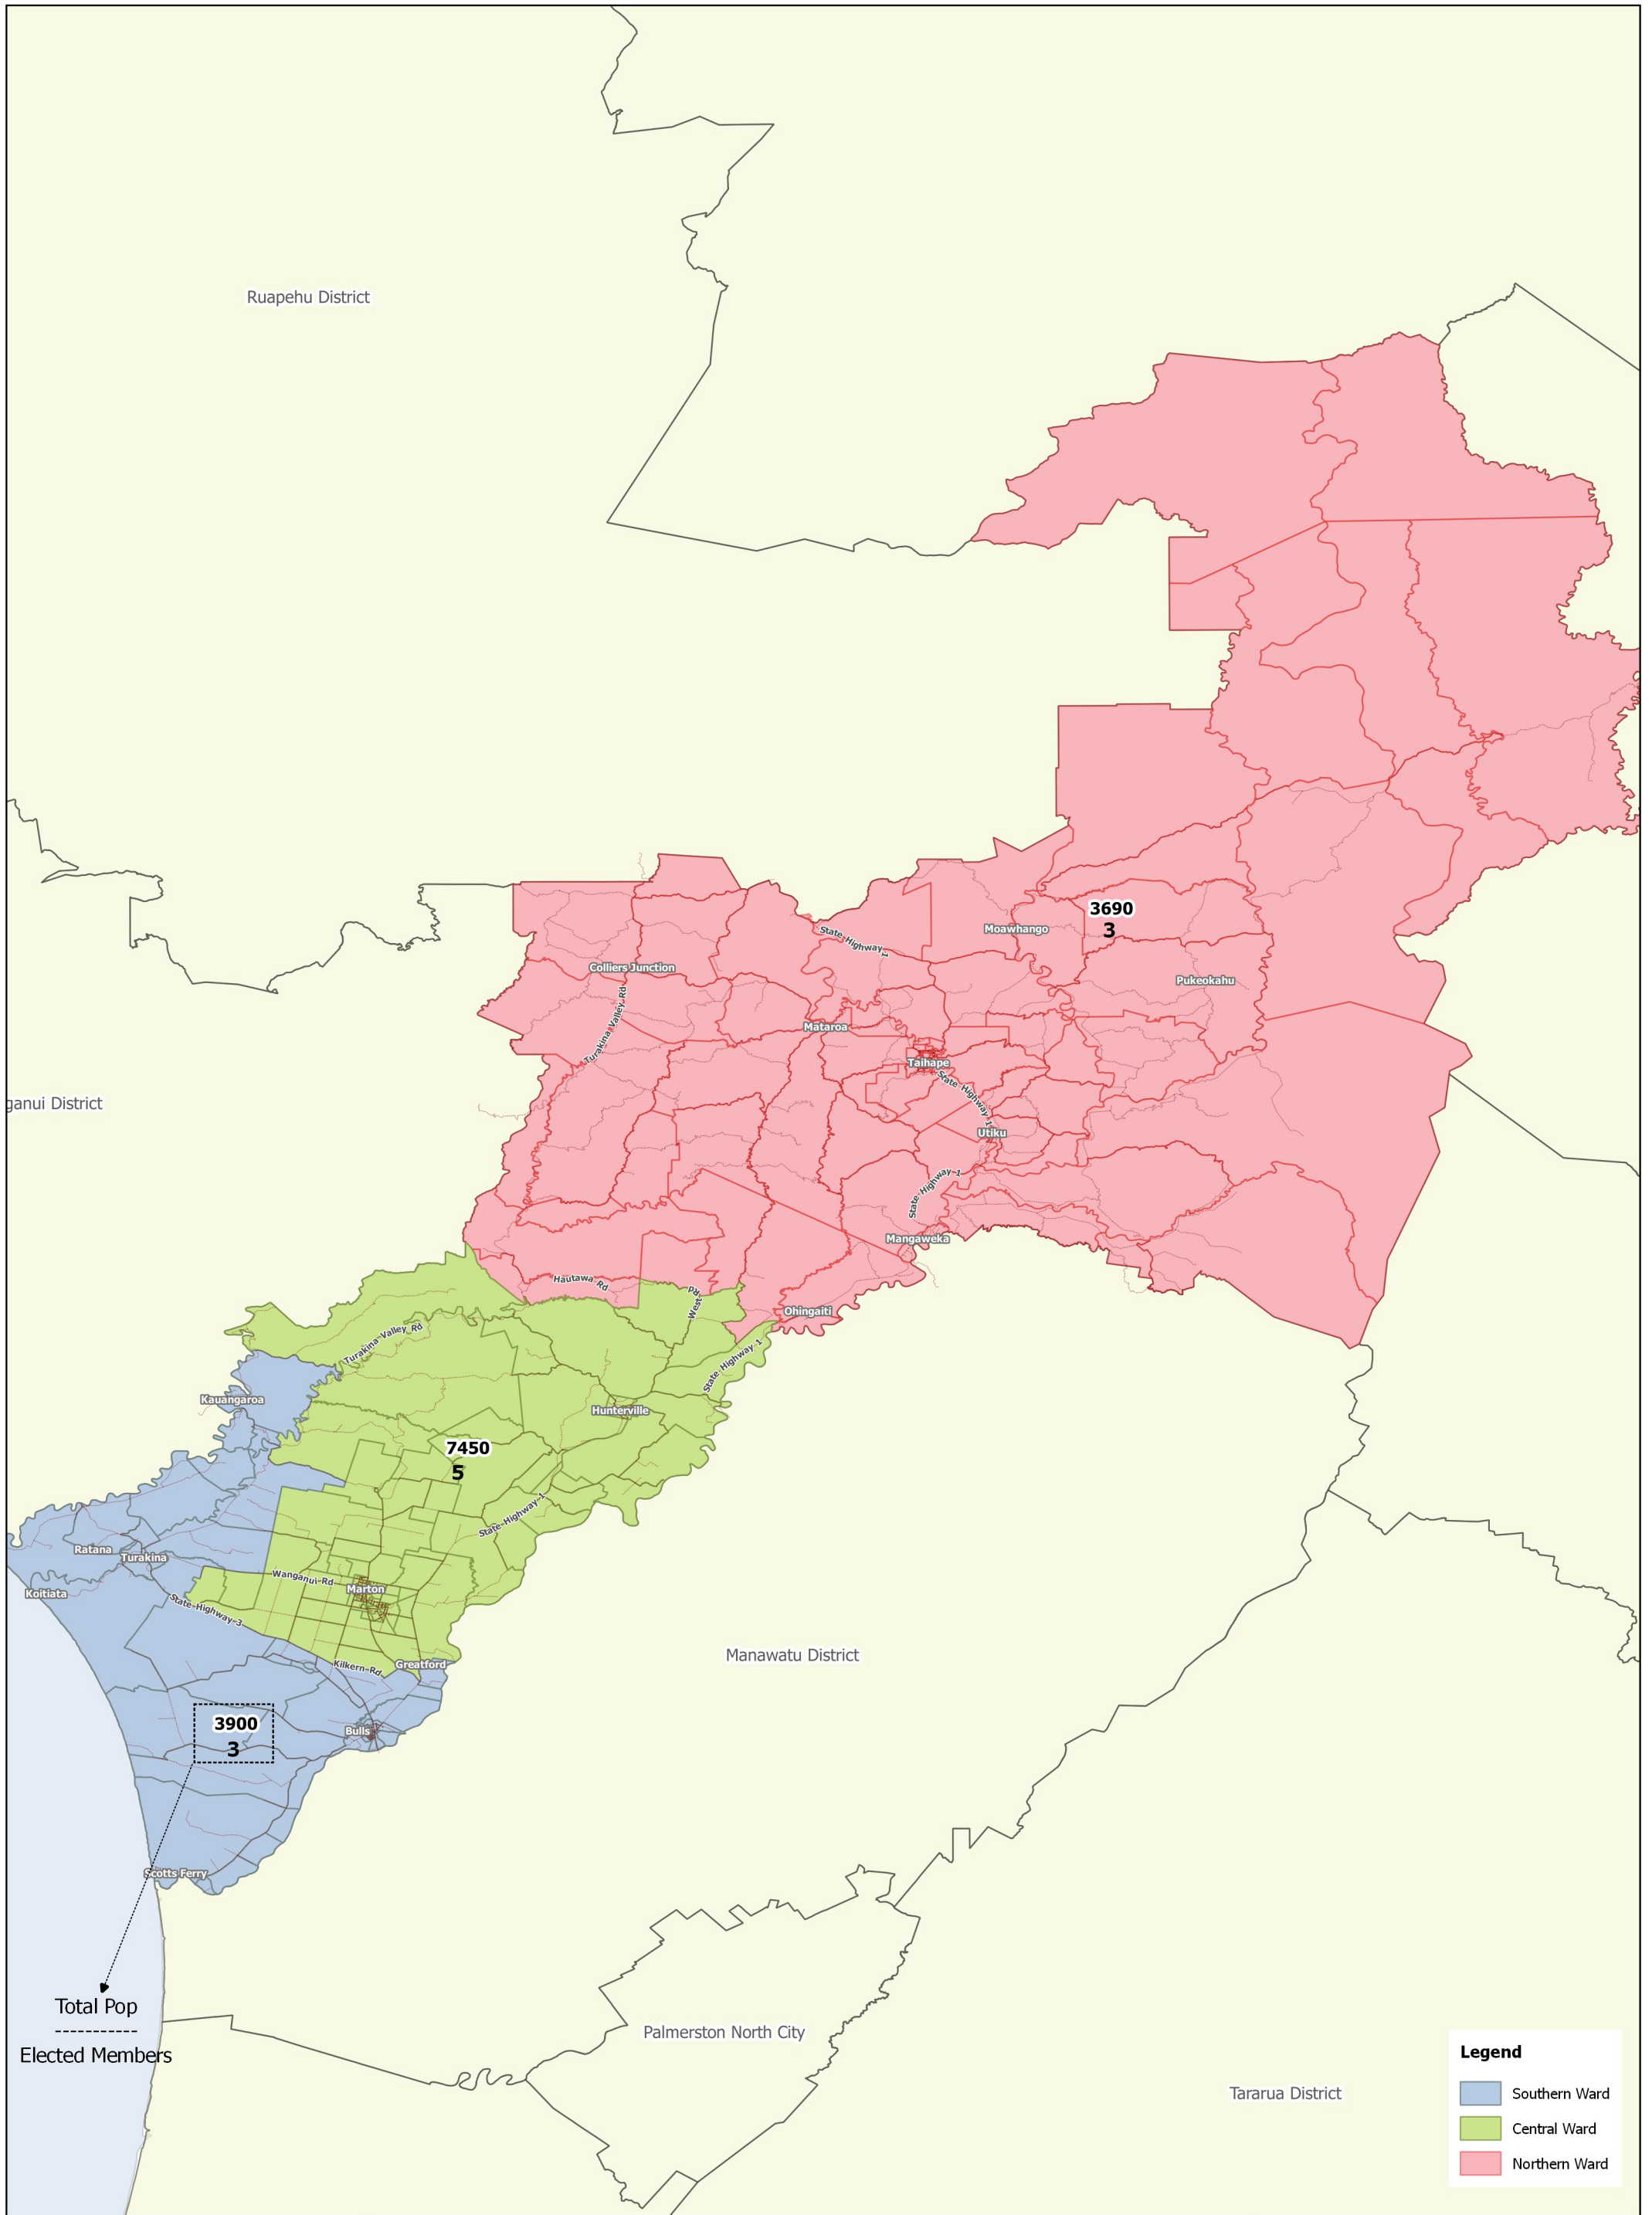 Ruapehu District
3690
3
Moawhango
State Highway 1
Colliers Junction
Pukeokahu
Turakina Valley Rd
Mataroa
Taihape
State Highway 1
ganui District
Utiku
State Highway 1
Mangaweka
Hautawa Rd
West Rd
Ohingaiti
Turakina Valley Rd
State Highway 1
Kauangaroa
Hunterville
7450
5
State Highway 1
Ratana
Turakina
Wanganui Rd
Marton
Koitiata
State Highway 3
Kilkern Rd
Greatford
Manawatu District
3900
3
Bulls
Scotts Ferry
Total Pop
Elected Members
Palmerston North City
Tararua District
Legend
Southern Ward
Central Ward
Northern Ward